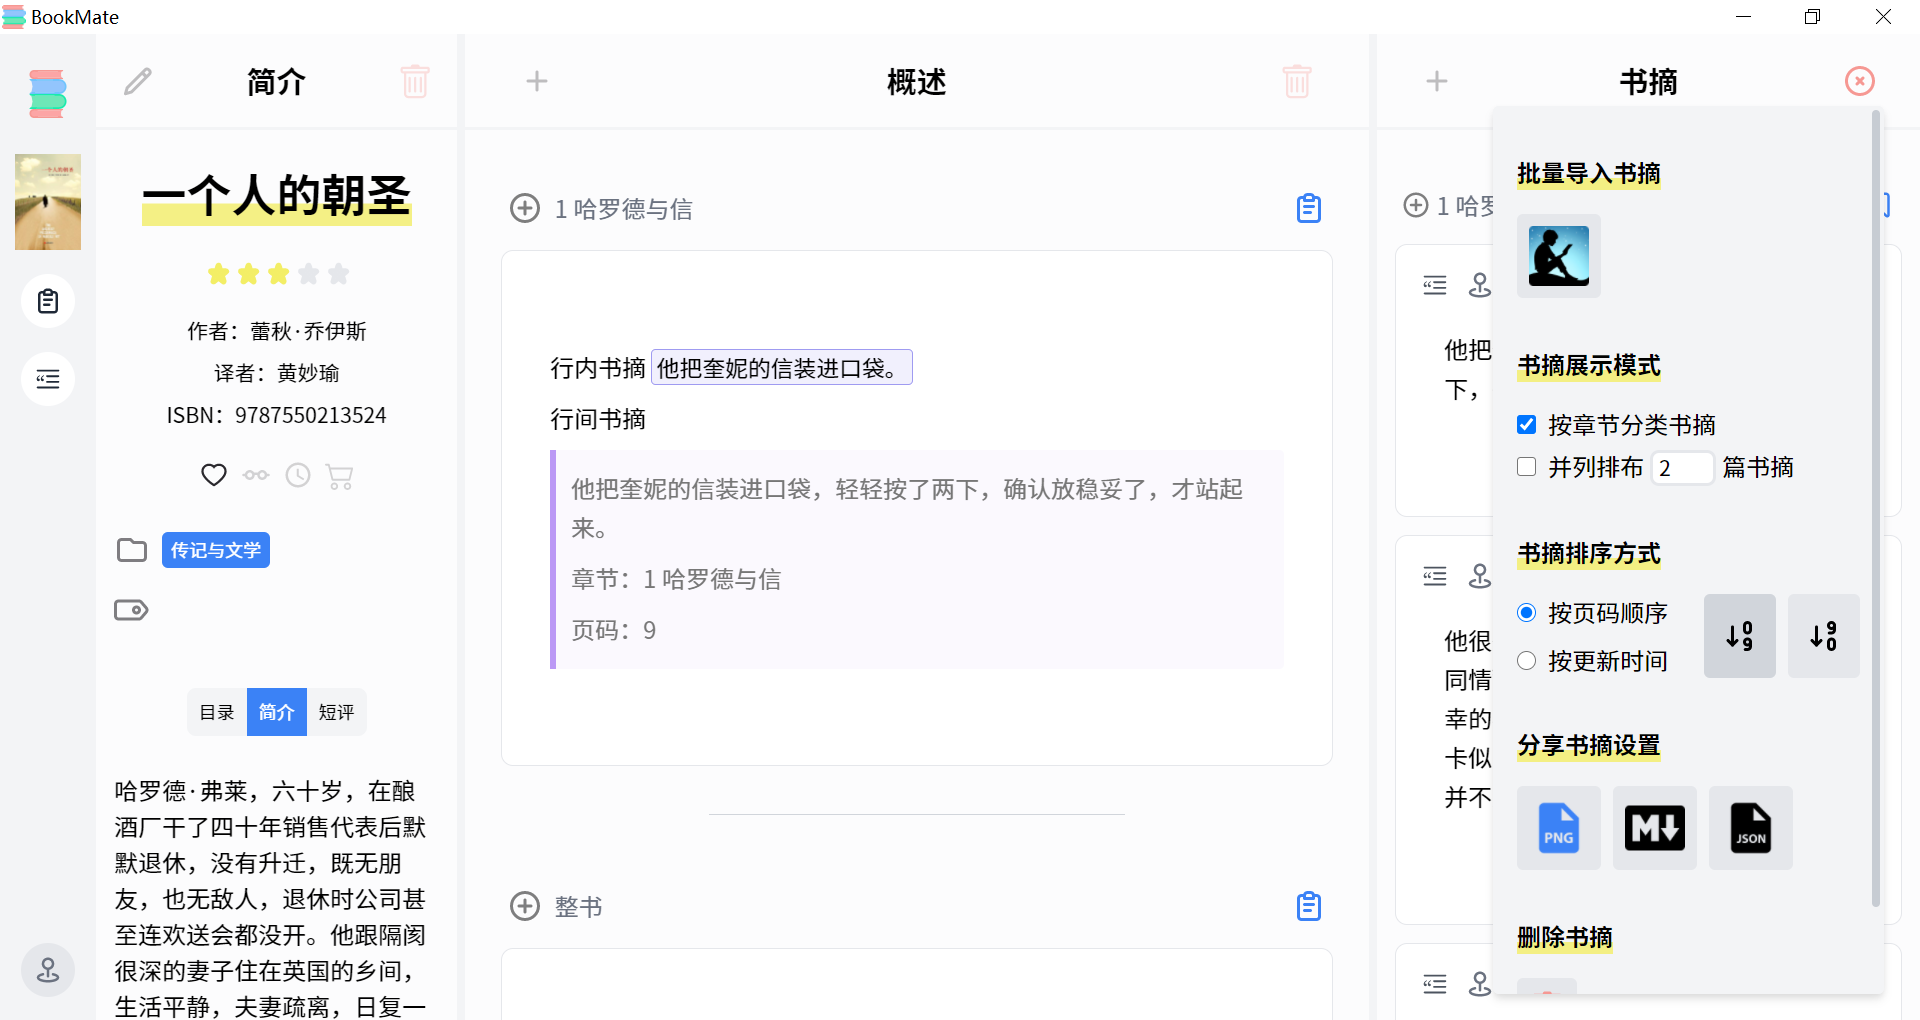 BookMate
简介
一个人的朝圣
作者：蕾秋·乔伊斯
译者：黄妙瑜
ISBN：9787550213524
传记与文学
目录
简介
短评
哈罗德·弗莱，六十岁，在酿
酒厂干了四十年销售代表后默
默退休，没有升迁，既无朋
友，也无敌人，退休时公司甚
至连欢送会都没开。他跟隔阂
很深的妻子住在英国的乡间，
生活平静，夫妻疏离，日复一
概述
1 哈罗德与信
行内书摘 他把奎妮的信装进口袋。
行间书摘
他把奎妮的信装进口袋，轻轻按了两下，确认放稳妥了，才站起
来。
章节：1 哈罗德与信
页码：9
整书
书摘
1 哈罗
他把
下，
他很
同情
幸的
卡似
并不
批量导入书摘
书摘展示模式
按章节分类书摘
并列排布 2 篇书摘
书摘排序方式
按页码顺序
按更新时间
0
9
9
0
分享书摘设置
PNG
M
JSON
删除书摘